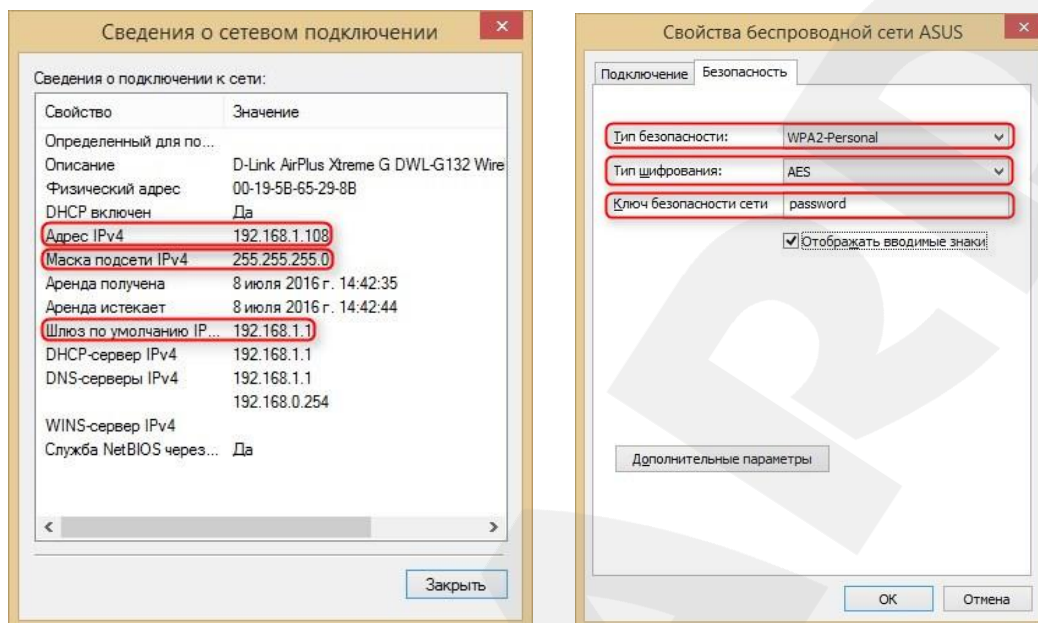 Сведения о сетевом подключении
Сведения о подключении к сети:
Свойство Значение
Определенный для по...
Описание D-Link AirPlus Xtreme G DWL-G132 Wire
Физический адрес 00-19-5B-65-29-8B
DHCP включен Да
Адрес IPv4 192.168.1.108
Маска подсети IPv4 255.255.255.0
Аренда получена 8 июля 2016 г. 14:42:35
Аренда истекает 8 июля 2016 г. 14:42:44
Шлюз по умолчанию IP... 192.168.1.1
DHCP-сервер IPv4 192.168.1.1
DNS-серверы IPv4 192.168.1.1
192.168.0.254
WINS-сервер IPv4
Служба NetBIOS через... Да
Закрыть
Свойства беспроводной сети ASUS
Подключение Безопасность
Тип безопасности: WPA2-Personal
Тип шифрования: AES
Ключ безопасности сети password
Отображать вводимые знаки
Дополнительные параметры
OK Отмена